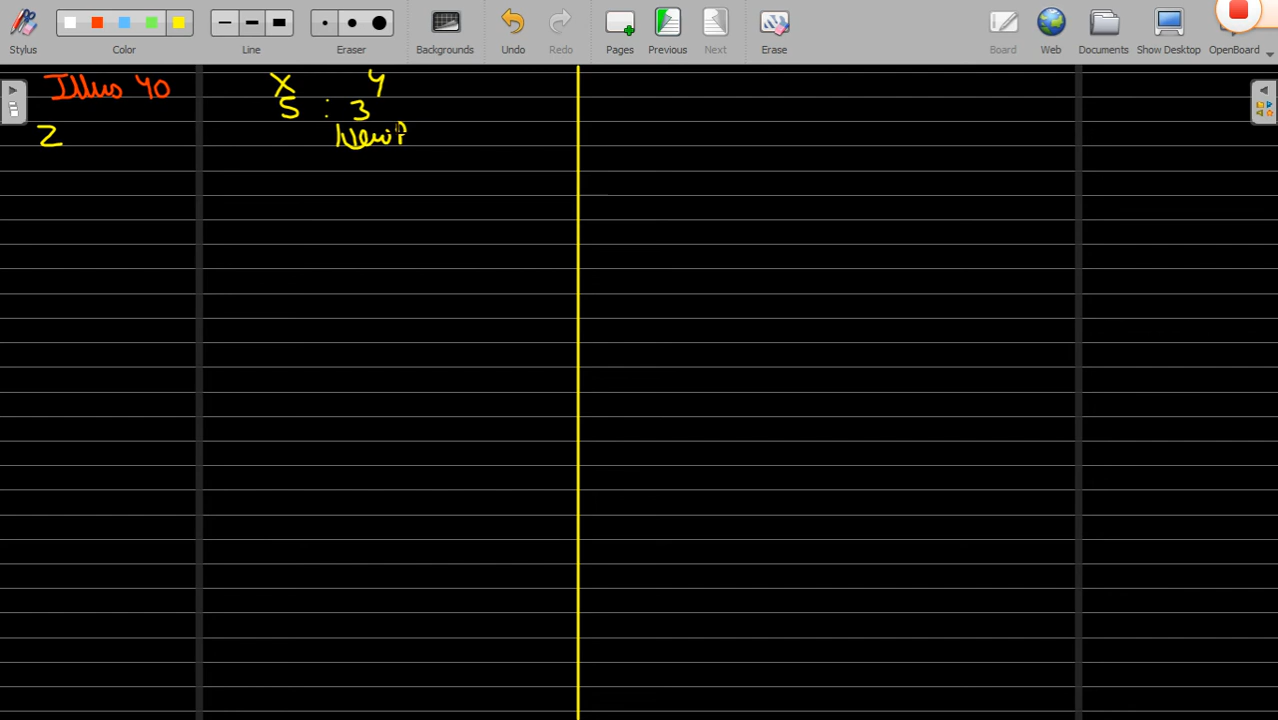 Stylus Color Line Eraser Backgrounds Undo Redo Pages Previous Next Erase Board Web Documents Show Desktop OpenBoard
Illus 40
X Y
5 : 3
Z
New P